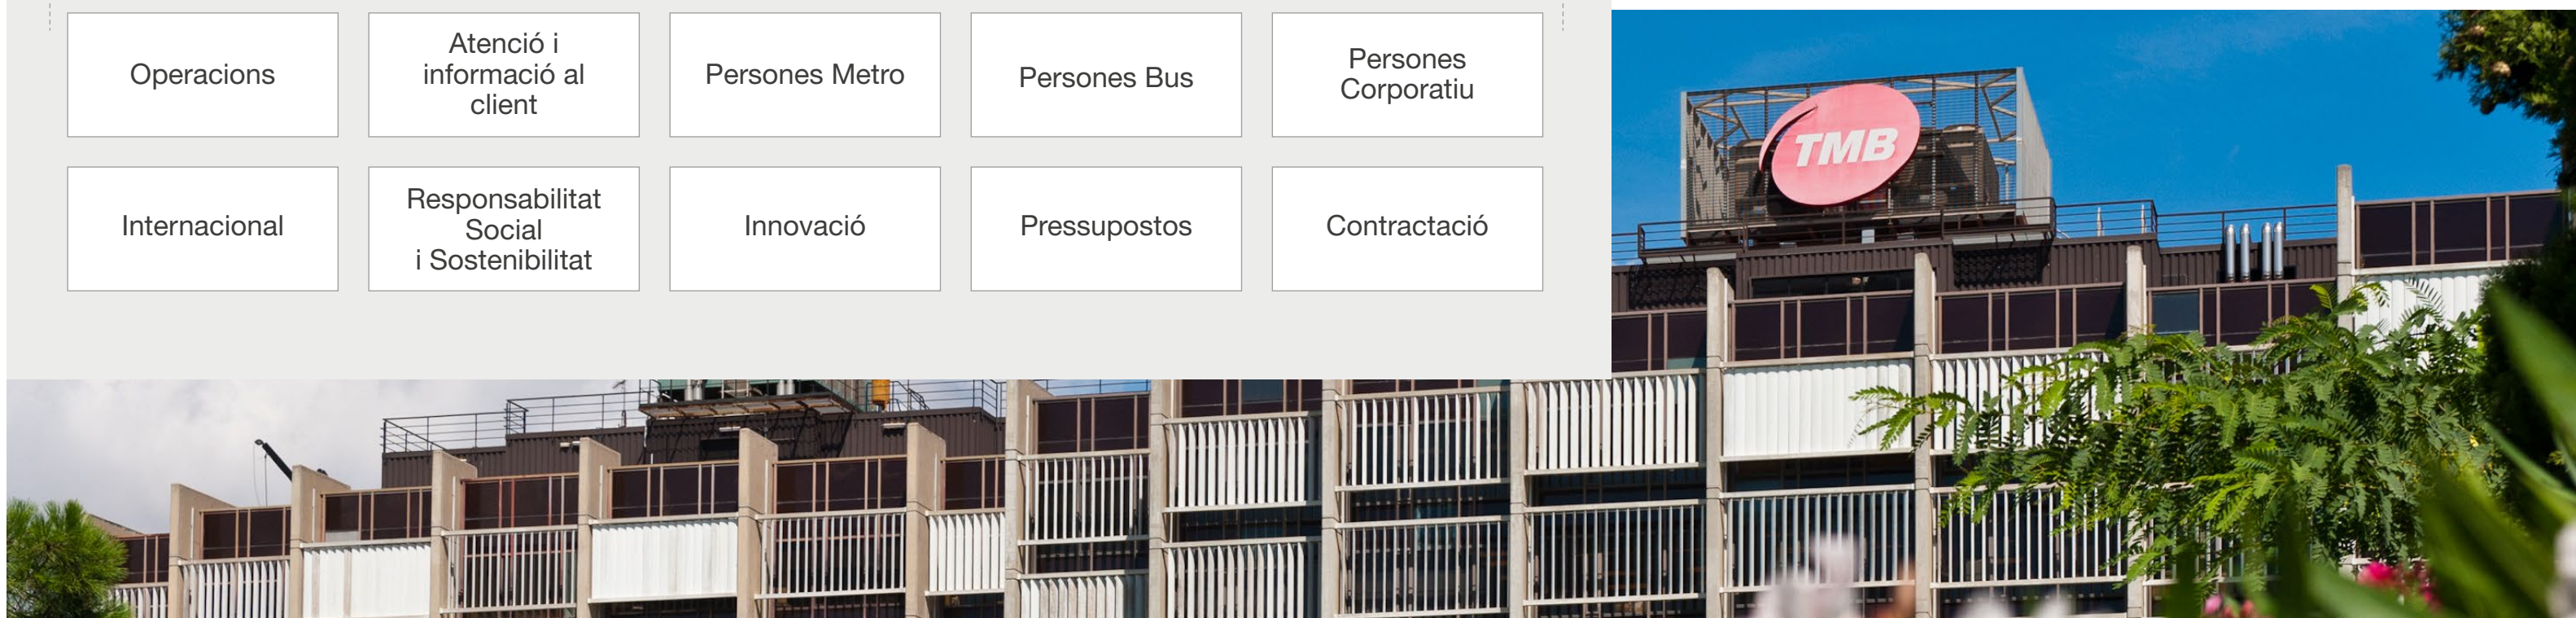 Operacions
Atenció i
informació al
client
Persones Metro
Persones Bus
Persones
Corporatiu
Internacional
Responsabilitat
Social
i Sostenibilitat
Innovació
Pressupostos
Contractació
TMB